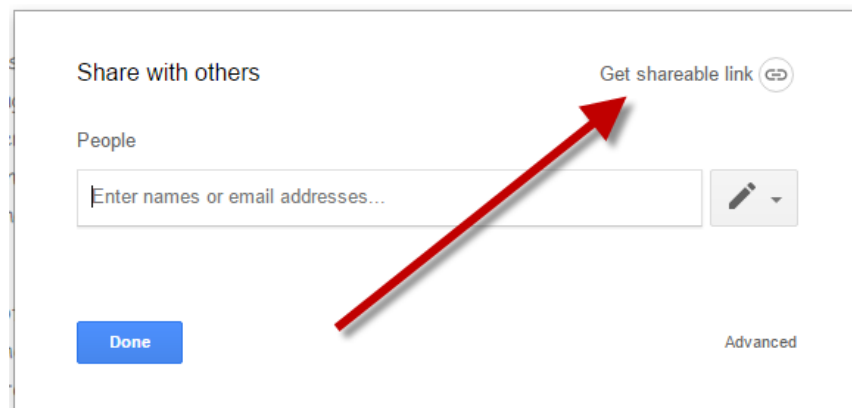 Share with others
Get shareable link
People
Enter names or email addresses...
Done
Advanced